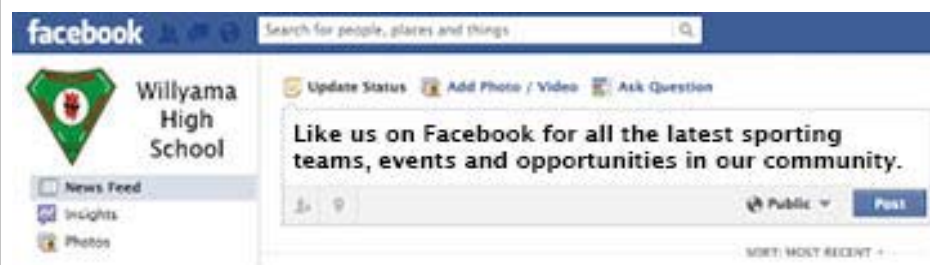 facebook
Search for people, places and things
Willyama
High
School
Update Status Add Photo / Video Ask Question
Like us on Facebook for all the latest sporting
teams, events and opportunities in our community.
News Feed
Insights
Photos
Public Post
SORT: MOST RECENT